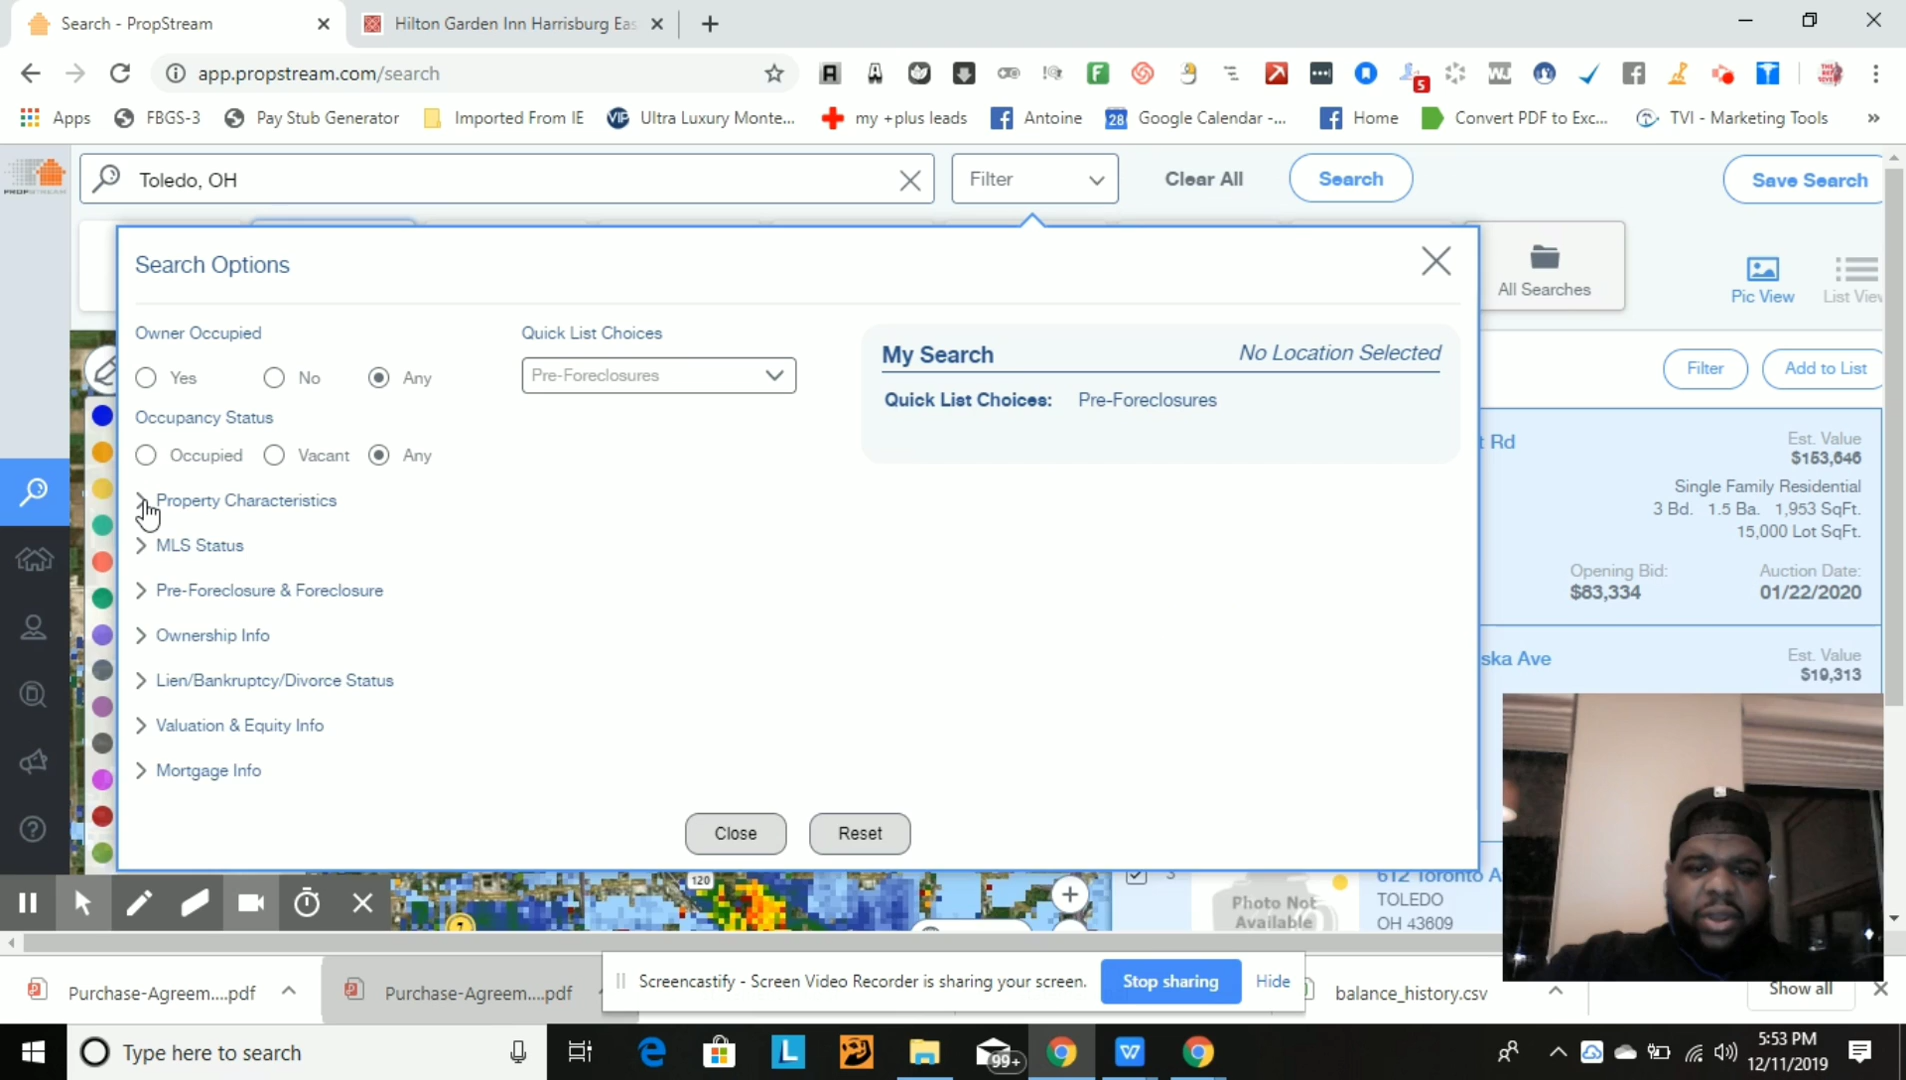 Search - PropStream
Hilton Garden Inn Harrisburg Eas
app.propstream.com/search
5
Apps
FBGS-3
Pay Stub Generator
Imported From IE
VIP
Ultra Luxury Monte...
my +plus leads
Antoine
28
Google Calendar -...
Home
Convert PDF to Exc...
TVI - Marketing Tools
»
PROPSTREAM
Toledo, OH
Filter
Clear All
Search
Save Search
Search Options
All Searches
Pic View
List View
Owner Occupied
Yes
No
Any
Quick List Choices
Pre-Foreclosures
My Search
No Location Selected
Quick List Choices:
Pre-Foreclosures
Filter
Add to List
Occupancy Status
Occupied
Vacant
Any
Property Characteristics
MLS Status
Pre-Foreclosure & Foreclosure
Ownership Info
Lien/Bankruptcy/Divorce Status
Valuation & Equity Info
Mortgage Info
Close
Reset
t Rd
Est. Value
$153,646
Single Family Residential
3 Bd. 1.5 Ba. 1,953 SqFt.
15,000 Lot SqFt.
Opening Bid:
$83,334
Auction Date:
01/22/2020
ska Ave
Est. Value
$19,313
120
7
3
Photo Not
Available
612 Toronto A
TOLEDO
OH 43609
Purchase-Agreem....pdf
Purchase-Agreem....pdf
Screencastify - Screen Video Recorder is sharing your screen.
Stop sharing
Hide
balance_history.csv
Show all
Type here to search
99+
5:53 PM
12/11/2019